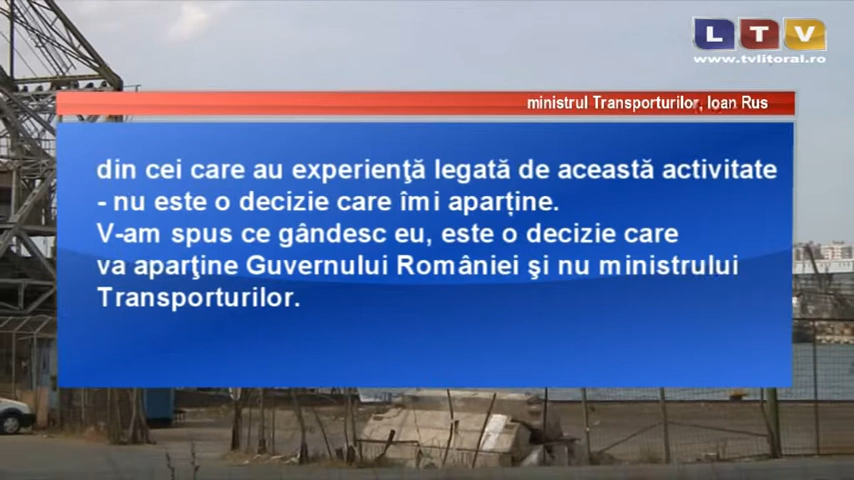 LTV
www.tvlitoral.ro
ministrul Transporturilor, Ioan Rus
din cei care au experienţă legată de această activitate
- nu este o decizie care îmi aparține.
V-am spus ce gândesc eu, este o decizie care
va aparţine Guvernului României şi nu ministrului
Transporturilor.